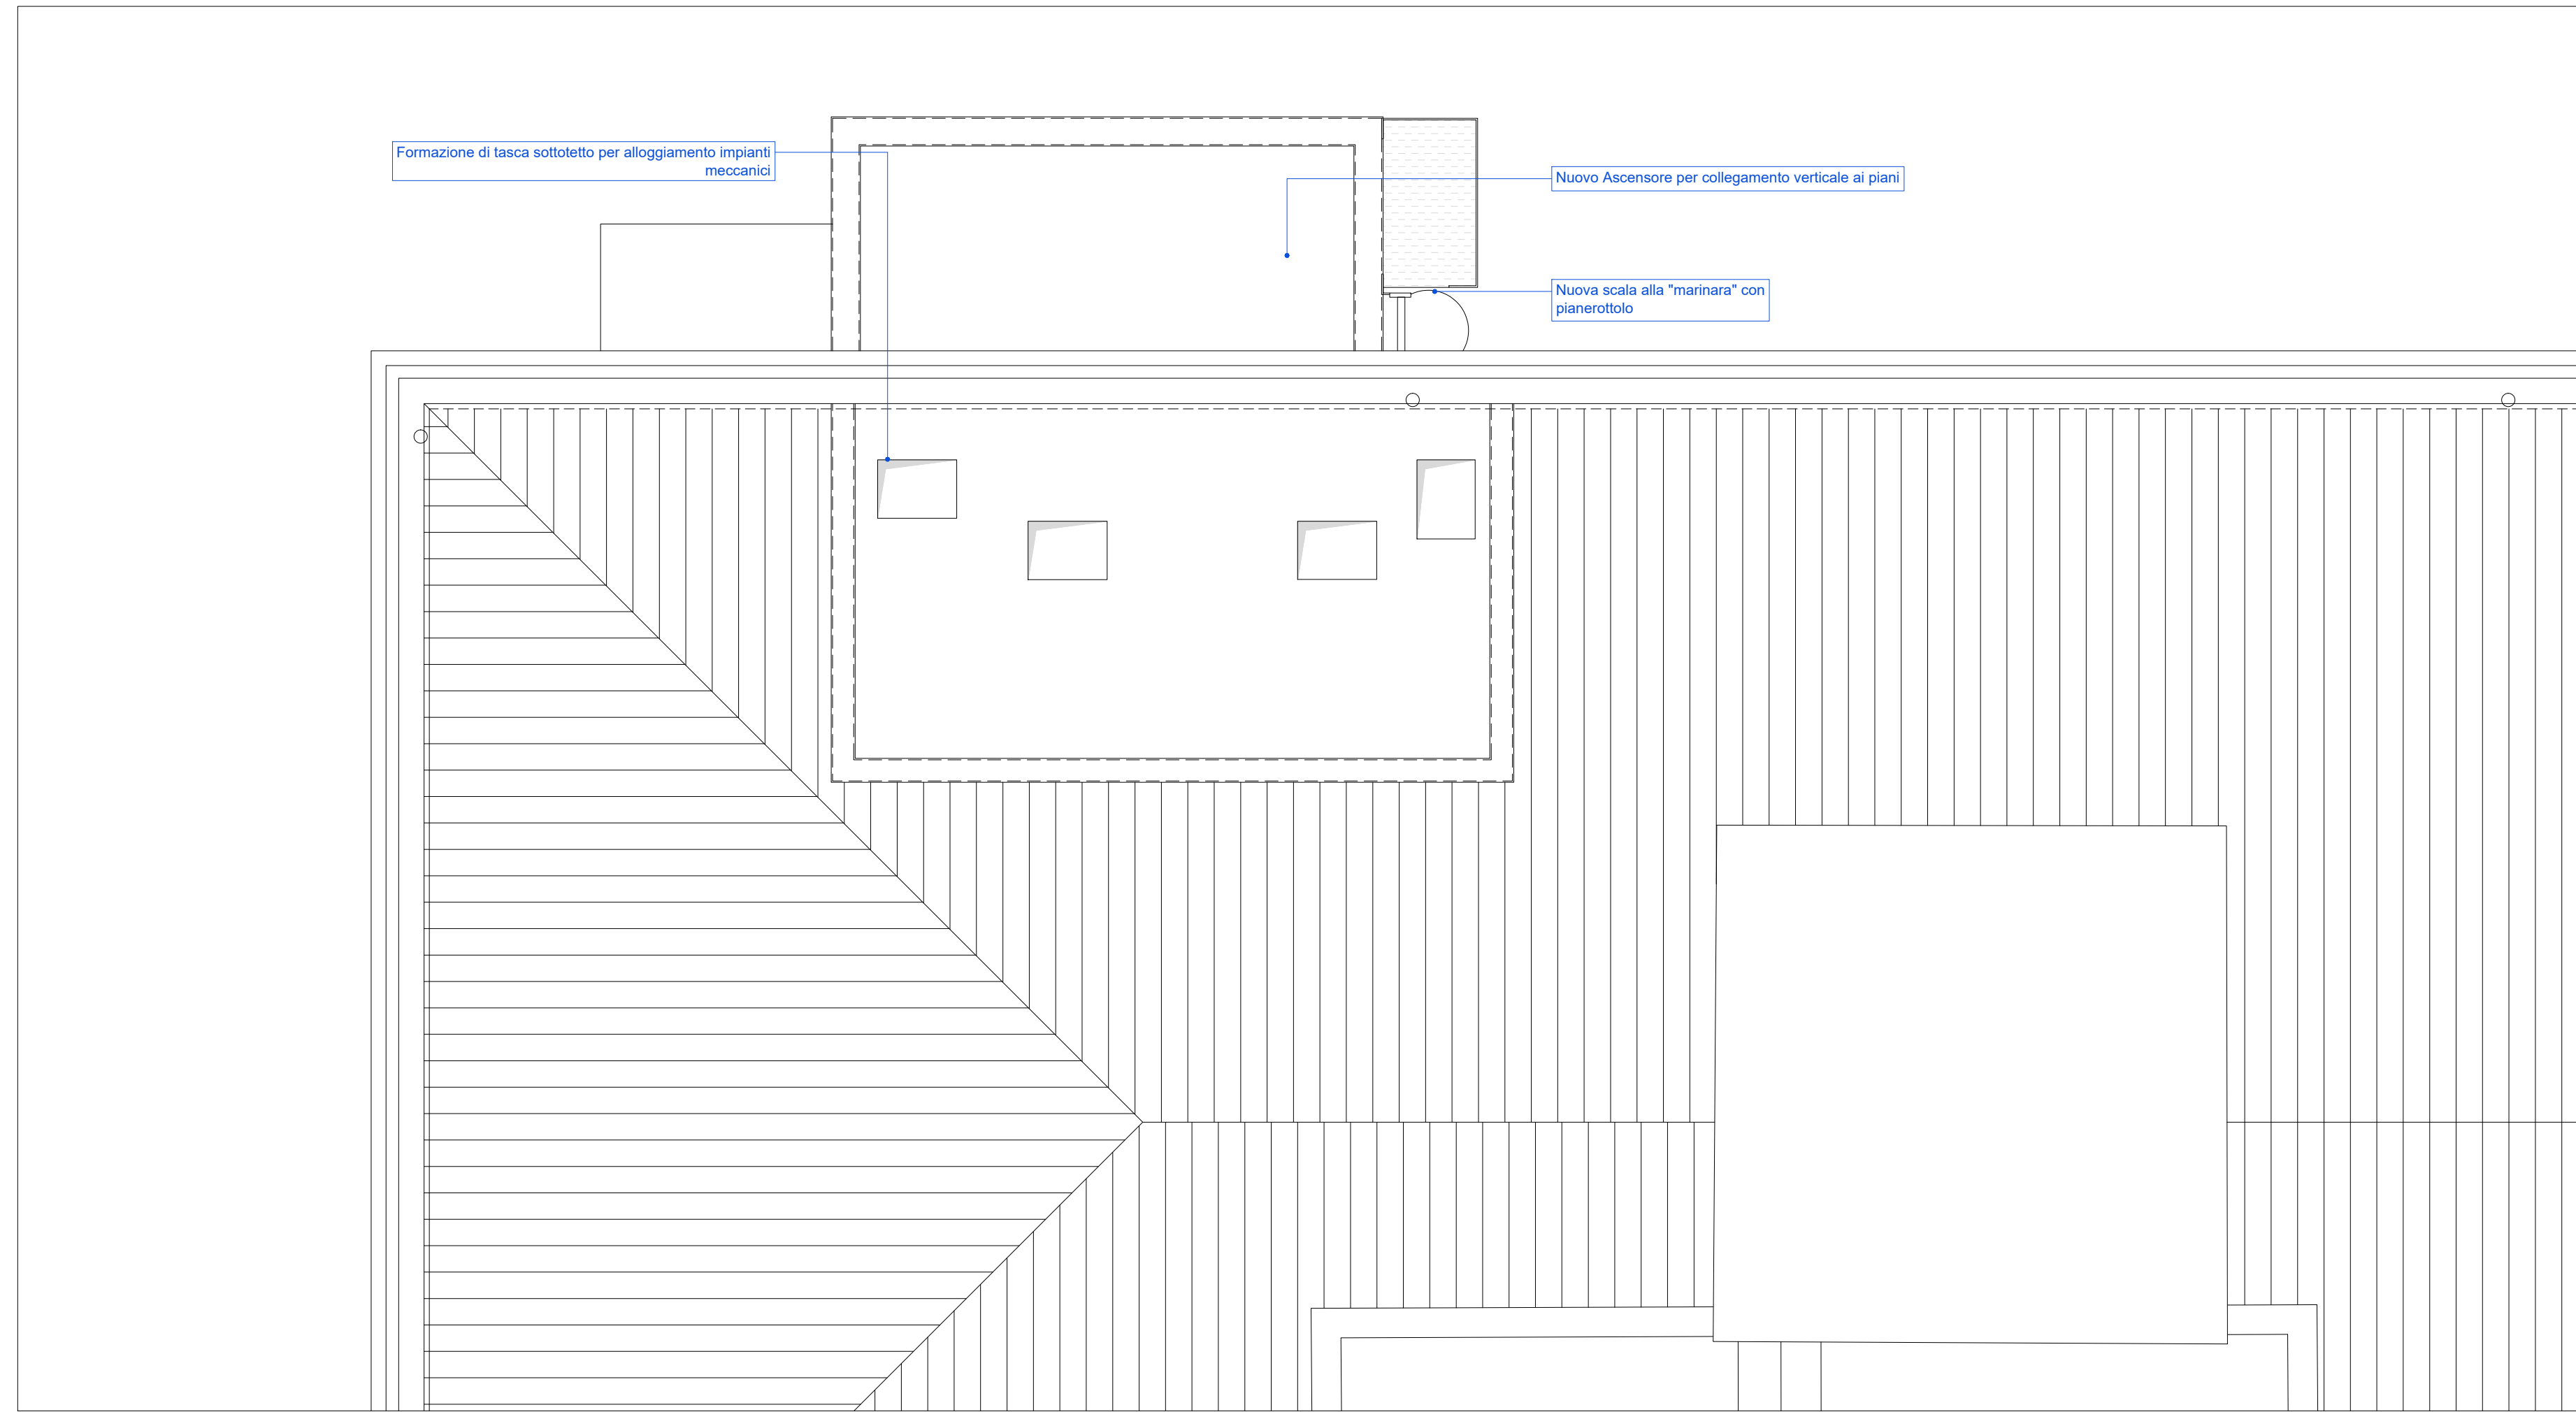 Formazione di tasca sottotetto per alloggiamento impianti
meccanici
Nuovo Ascensore per collegamento verticale ai piani
Nuova scala alla "marinara" con
pianerottolo